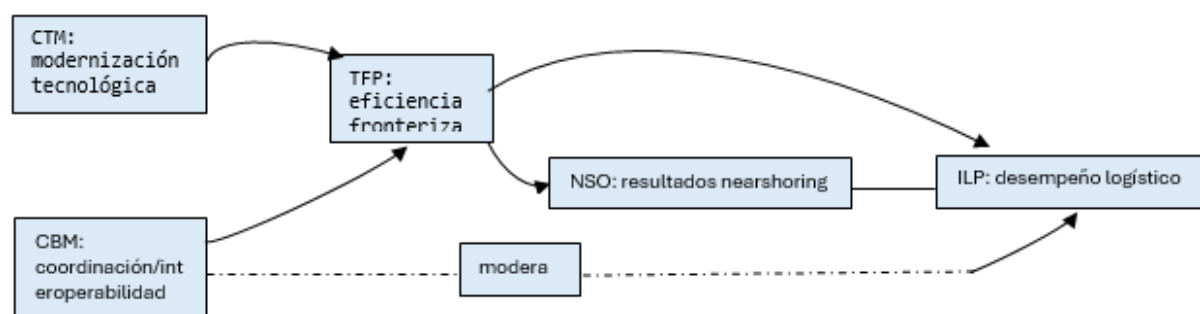 CTM:
modernización
tecnológica
TFP:
eficiencia
fronteriza
NSO: resultados nearshoring
ILP: desempeño logístico
CBM:
coordinación/int
eroperabilidad
modera